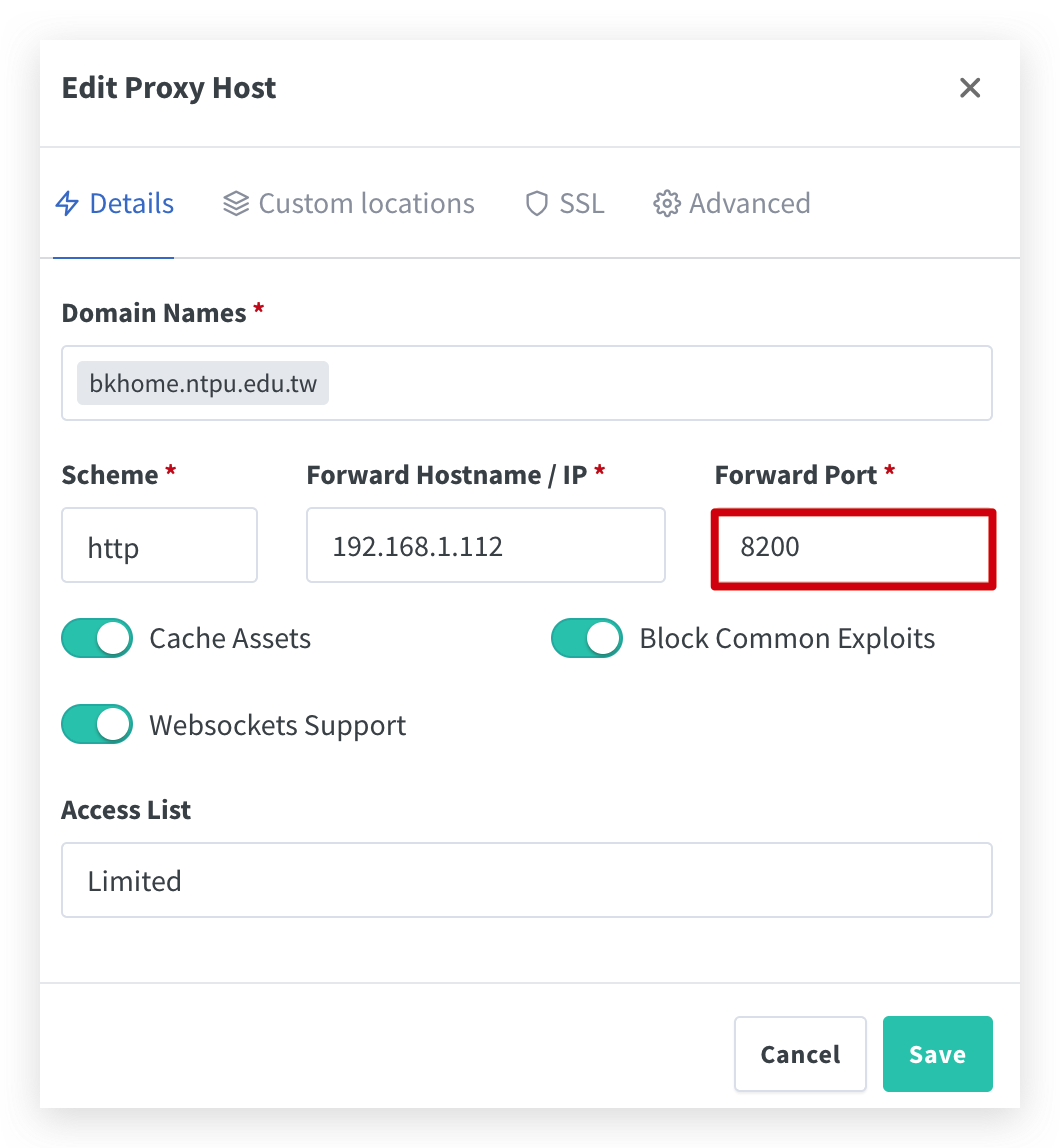 Edit Proxy Host
Details Custom locations SSL Advanced
Domain Names *
bkhome.ntpu.edu.tw
Scheme * Forward Hostname / IP * Forward Port *
http 192.168.1.112 8200
Cache Assets Block Common Exploits
Websockets Support
Access List
Limited
Cancel Save